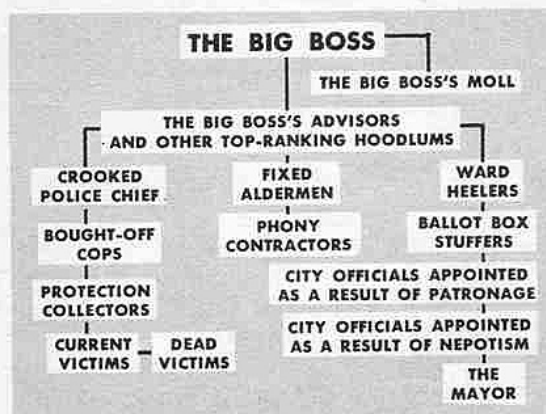 THE BIG BOSS
THE BIG BOSS'S MOLL
THE BIG BOSS'S ADVISORS
AND OTHER TOP-RANKING HOODLUMS
CROOKED
POLICE CHIEF
BOUGHT-OFF
COPS
PROTECTION
COLLECTORS
CURRENT
VICTIMS
DEAD
VICTIMS
FIXED
ALDERMEN
PHONY
CONTRACTORS
WARD
HEELERS
BALLOT BOX
STUFFERS
CITY OFFICIALS APPOINTED
AS A RESULT OF PATRONAGE
CITY OFFICIALS APPOINTED
AS A RESULT OF NEPOTISM
THE
MAYOR